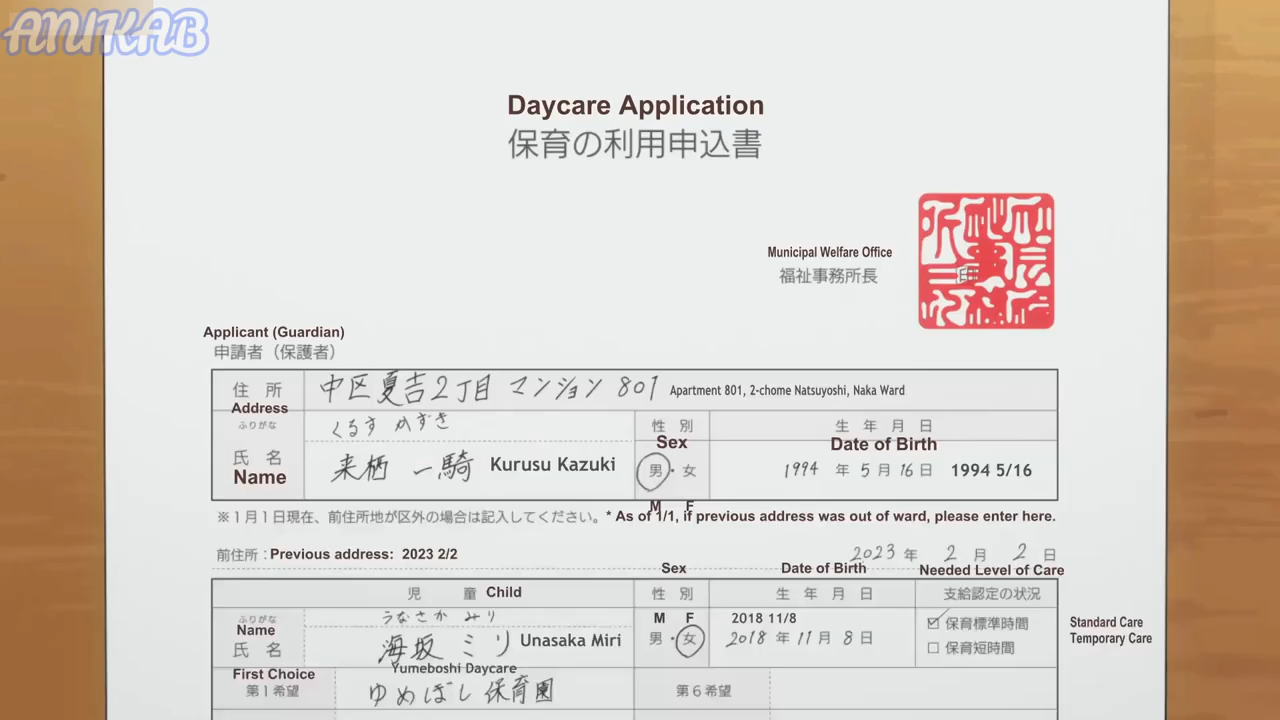 ANIKAB
Daycare Application
保育の利用申込書
Municipal Welfare Office
福祉事務所長
印
Applicant (Guardian)
申請者（保護者）
住 所 中区夏吉2丁目 マンション 801 Apartment 801, 2-chome Natsuyoshi, Naka Ward
Address
ふりがな くるす かずき 性 別 生 年 月 日
Sex Date of Birth
氏 名 来栖 一騎 Kurusu Kazuki 男・女 1994 年 5 月 16 日 1994 5/16
Name
M F
※1月1日現在、前住所地が区外の場合は記入してください。* As of 1/1, if previous address was out of ward, please enter here.
前住所： Previous address: 2023 2/2 2023 年 2 月 2 日
Sex Date of Birth Needed Level of Care
児 童 Child 性 別 生 年 月 日 支給認定の状況
ふりがな うなさか みり M F 2018 11/8 ☑ 保育標準時間 Standard Care
Name
氏 名 海坂 ミリ Unasaka Miri 男・女 2018 年 11 月 8 日 ☐ 保育短時間 Temporary Care
Yumeboshi Daycare
First Choice
第1希望 ゆめぼし 保育園 第6希望